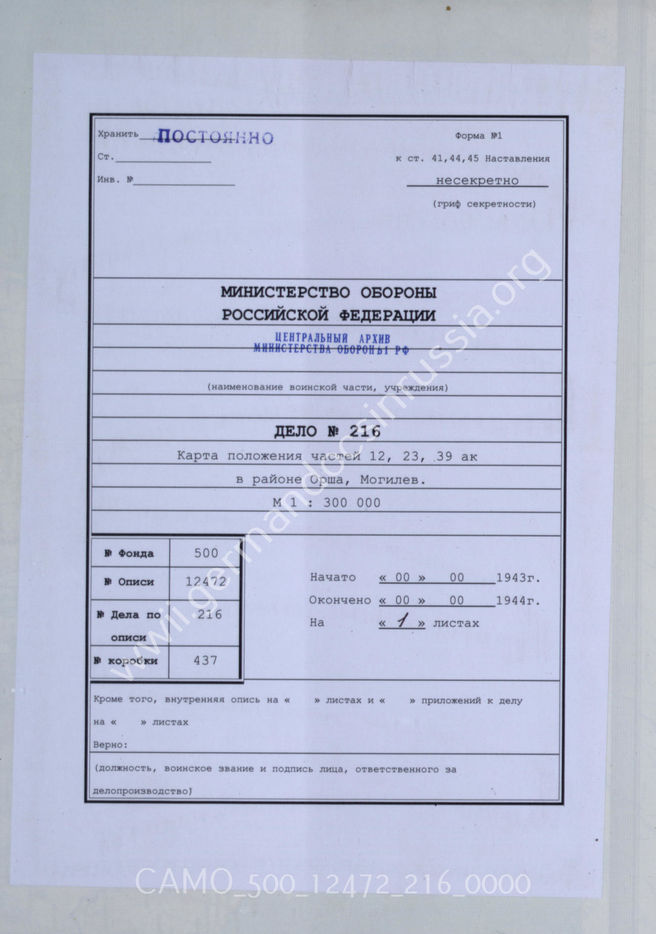 Хранить ПОСТОЯННО
Форма №1
Ст.
к ст. 41,44,45 Наставления
Инв. №
несекретно
(гриф секретности)
МИНИСТЕРСТВО ОБОРОНЫ
РОССИЙСКОЙ ФЕДЕРАЦИИ
ЦЕНТРАЛЬНЫЙ АРХИВ
МИНИСТЕРСТВА ОБОРОНЫ РФ
(наименование воинской части, учреждения)
ДЕЛО № 216
Карта положения частей 12, 23, 39 ак
в районе Орша, Могилев.
М 1 : 300 000
№ Фонда 500
№ Описи 12472
№ Дела по описи 216
№ коробки 437
Начато « 00 » 00 1943г.
Окончено « 00 » 00 1944г.
На « 1 » листах
Кроме того, внутренняя опись на « » листах и « » приложений к делу
на « » листах
Верно:
(должность, воинское звание и подпись лица, ответственного за
делопроизводство)
www.germandocsinrussia.org
CAMO_500_12472_216_0000